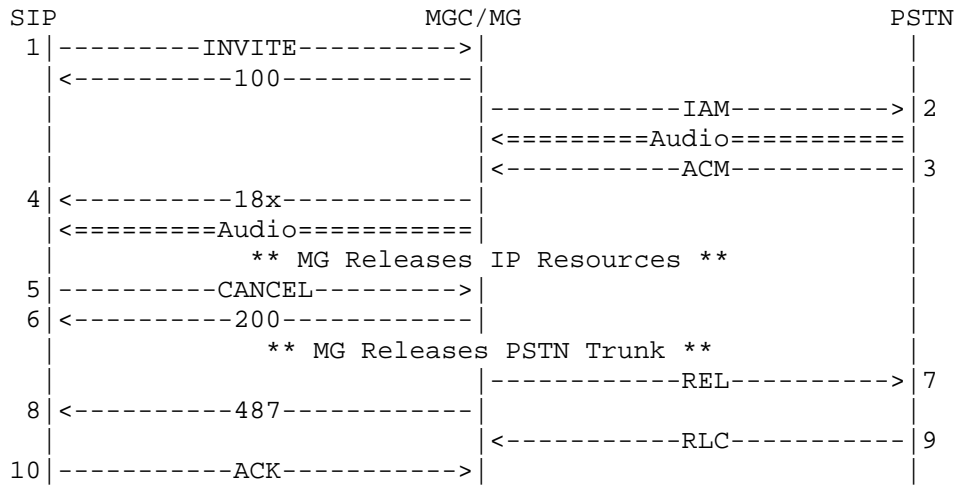 SIP                       MGC/MG                       PSTN
 1|---------INVITE---------->|                          |
  |<----------100------------|                          |
  |                          |------------IAM---------->|2
  |                          |<=========Audio===========|
  |                          |<-----------ACM-----------|3
 4|<----------18x------------|                          |
  |<=========Audio===========|                          |
  |            ** MG Releases IP Resources **           |
 5|----------CANCEL--------->|                          |
 6|<----------200------------|                          |
  |             ** MG Releases PSTN Trunk **            |
  |                          |------------REL---------->|7
 8|<----------487------------|                          |
  |                          |<-----------RLC-----------|9
10|-----------ACK----------->|                          |